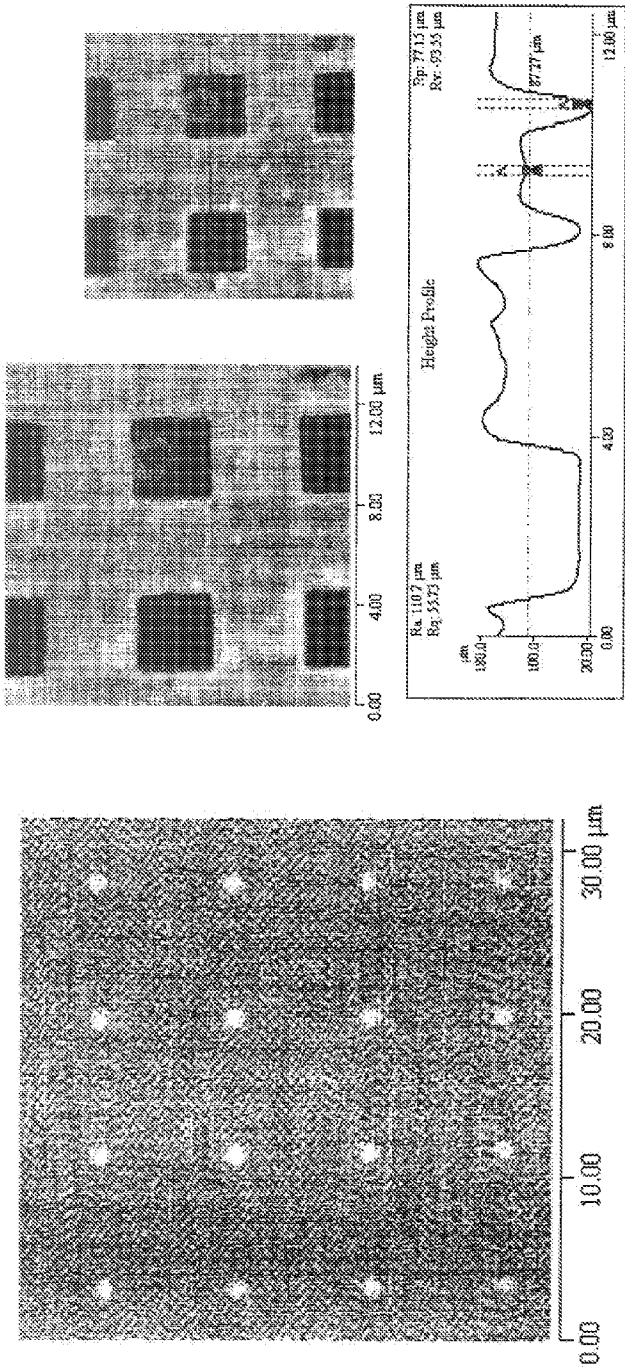 0.00 4.00 8.00 12.00 µm
Ra: 110.7 µm
Rq: 55.73 µm
Rp: 77.15 µm
Rv: -93.55 µm
Height Profile
µm
180.0
100.0
87.27 µm
20.00
0.00 4.00 8.00 12.00
0.00 10.00 20.00 30.00 µm